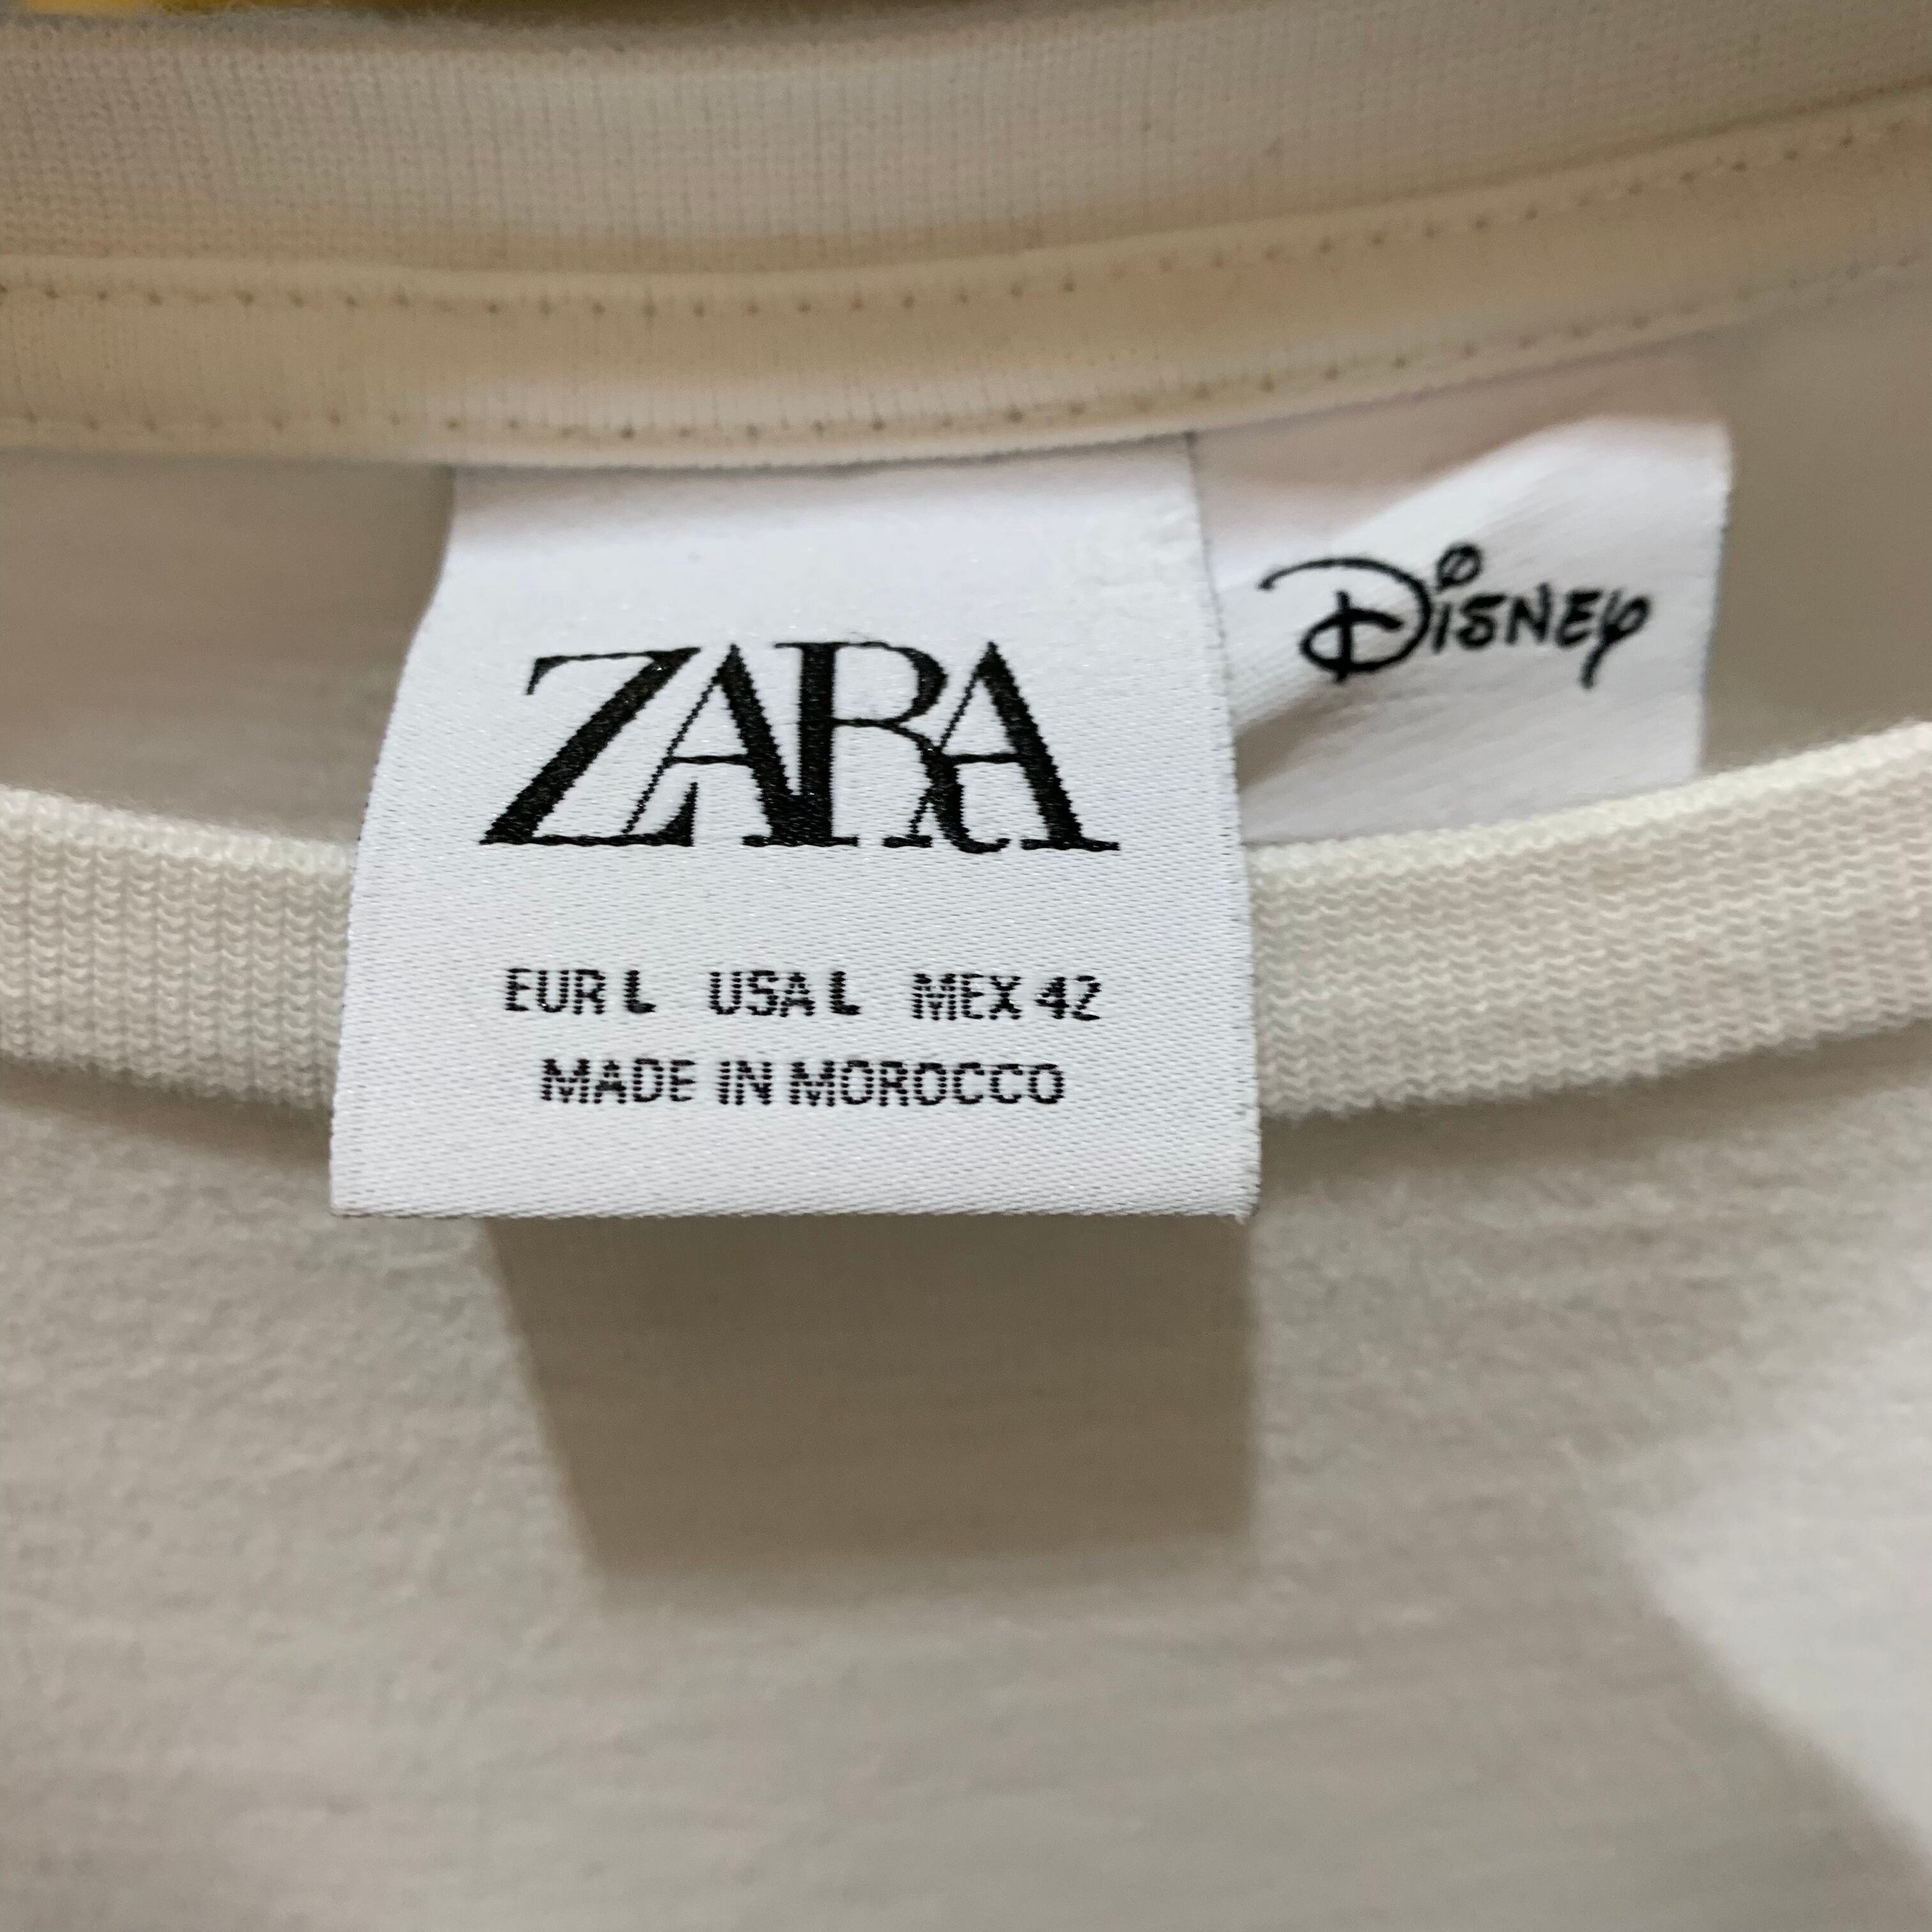 ZARA
Disney
EUR L USA L MEX 42
MADE IN MOROCCO